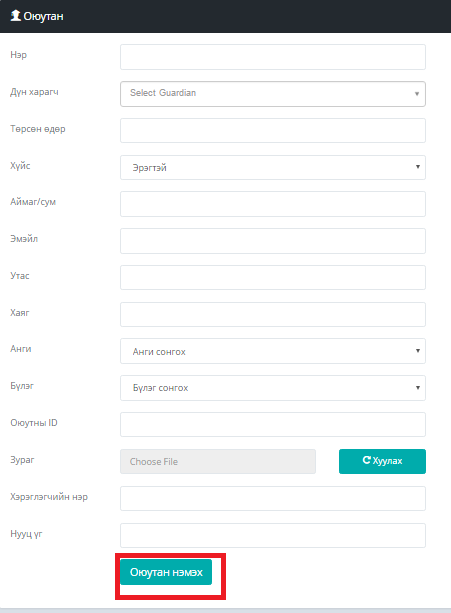 Оюутан
Нэр
Дүн харагч Select Guardian
Төрсөн өдөр
Хүйс Эрэгтэй
Аймаг/сум
Эмэйл
Утас
Хаяг
Анги Анги сонгох
Бүлэг Бүлэг сонгох
Оюутны ID
Зураг Choose File Хуулах
Хэрэглэгчийн нэр
Нууц үг
Оюутан нэмэх